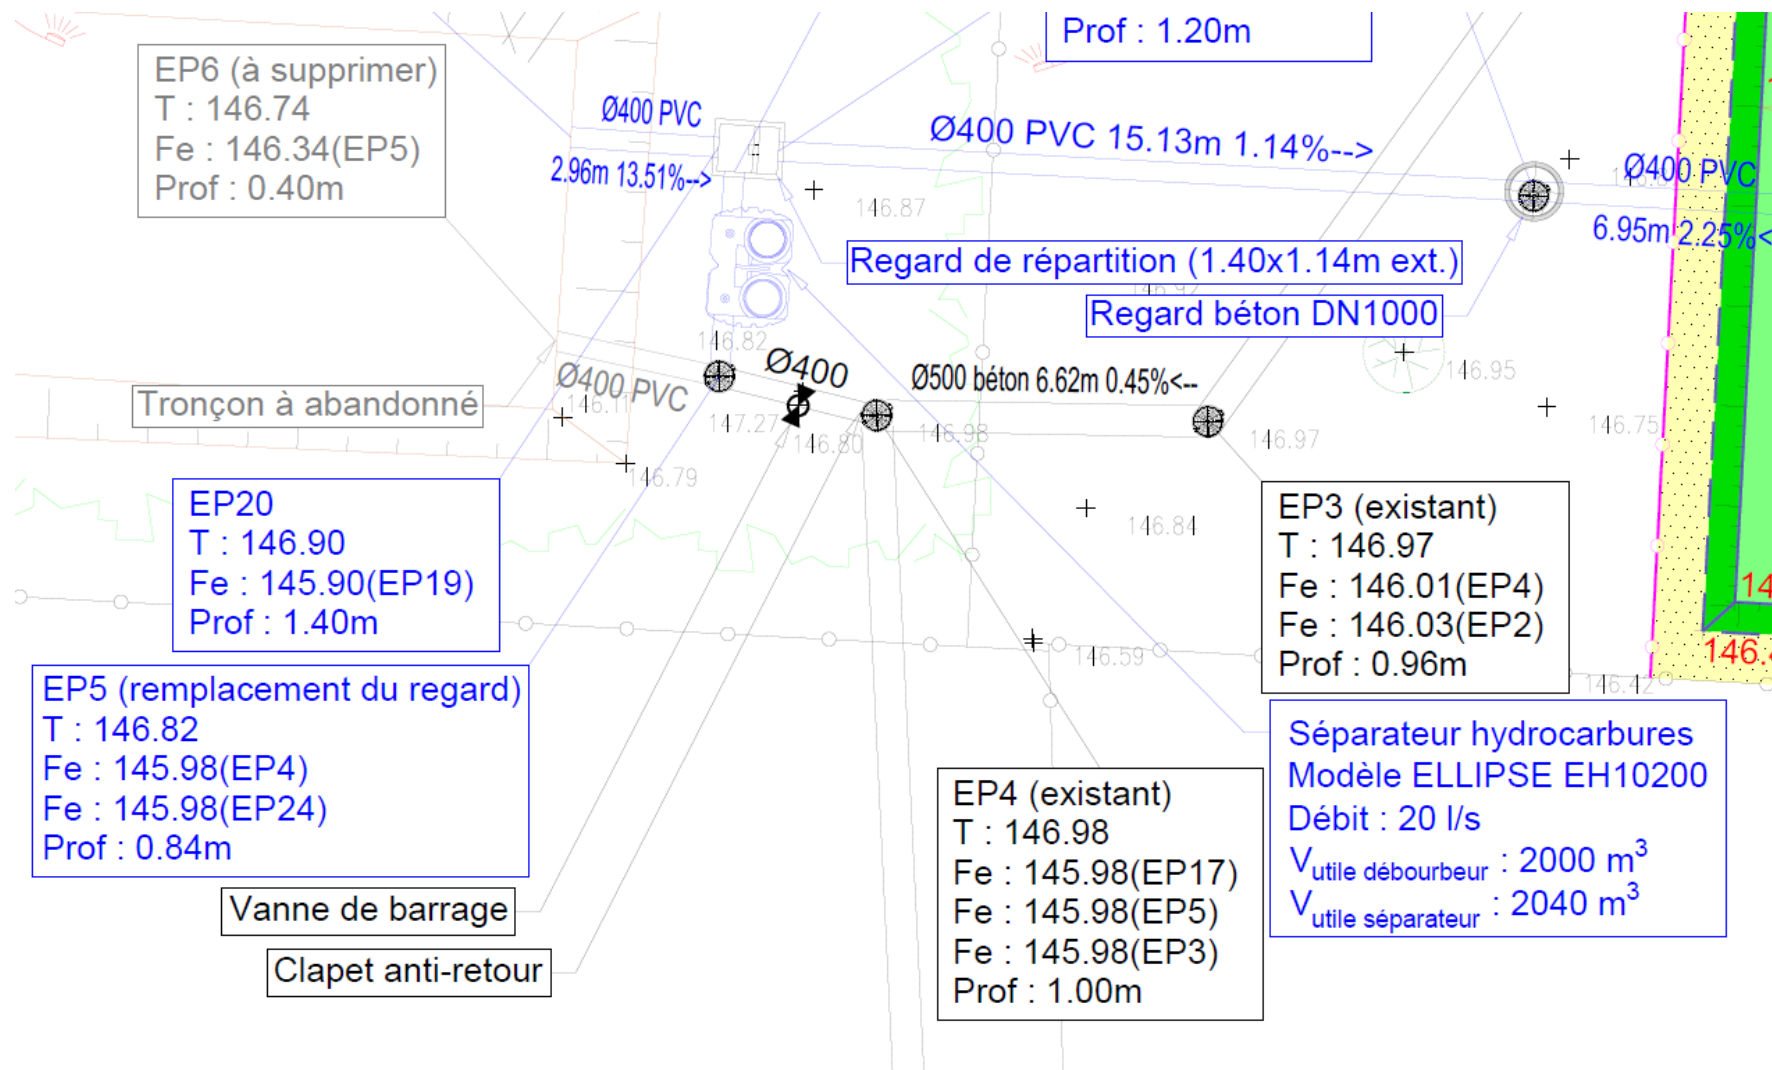 Prof : 1.20m
EP6 (à supprimer)
T : 146.74
Fe : 146.34(EP5)
Prof : 0.40m
Ø400 PVC
2.96m 13.51%-->
Ø400 PVC 15.13m 1.14%-->
Ø400 PVC
6.95m 2.25%<
146.87
Regard de répartition (1.40x1.14m ext.)
146.92
Regard béton DN1000
146.82
Ø400
Ø500 béton 6.62m 0.45%<--
146.95
Tronçon à abandonné
Ø400 PVC
146.11
147.27
146.80
146.98
146.97
146.75
146.79
146.84
EP20
T : 146.90
Fe : 145.90(EP19)
Prof : 1.40m
EP3 (existant)
T : 146.97
Fe : 146.01(EP4)
Fe : 146.03(EP2)
Prof : 0.96m
146.59
146.42
14
146.
EP5 (remplacement du regard)
T : 146.82
Fe : 145.98(EP4)
Fe : 145.98(EP24)
Prof : 0.84m
Séparateur hydrocarbures
Modèle ELLIPSE EH10200
Débit : 20 l/s
V utile débourbeur : 2000 m³
V utile séparateur : 2040 m³
EP4 (existant)
T : 146.98
Fe : 145.98(EP17)
Fe : 145.98(EP5)
Fe : 145.98(EP3)
Prof : 1.00m
Vanne de barrage
Clapet anti-retour